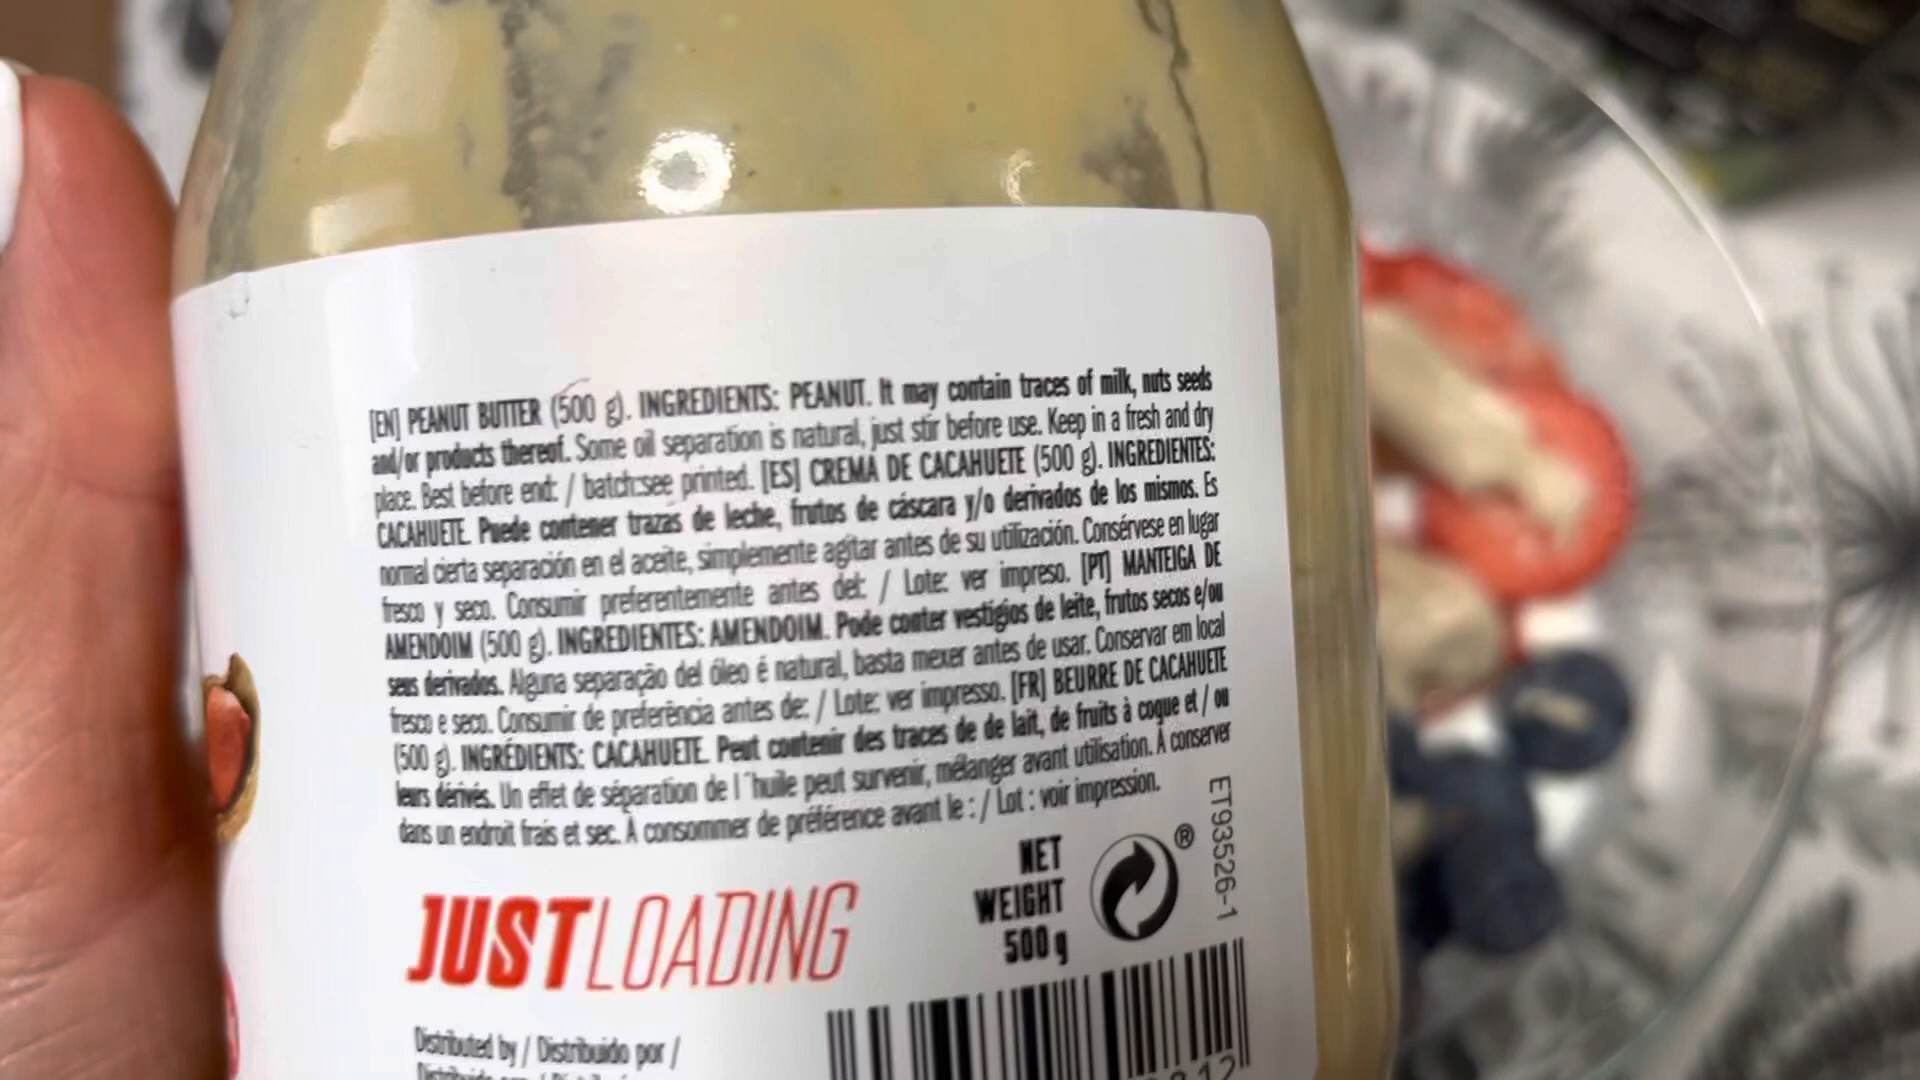 [EN] PEANUT BUTTER (500 g). INGREDIENTS: PEANUT. It may contain traces of milk, nuts seeds
and/or products thereof. Some oil separation is natural, just stir before use. Keep in a fresh and dry
place. Best before end: / batch:see printed. [ES] CREMA DE CACAHUETE (500 g). INGREDIENTES:
CACAHUETE. Puede contener trazas de leche, frutos de cáscara y/o derivados de los mismos. Es
normal cierta separación en el aceite, simplemente agitar antes de su utilización. Consérvese en lugar
fresco y seco. Consumir preferentemente antes del: / Lote: ver impreso. [PT] MANTEIGA DE
AMENDOIM (500 g). INGREDIENTES: AMENDOIM. Pode conter vestígios de leite, frutos secos e/ou
seus derivados. Alguna separação del óleo é natural, basta mexer antes de usar. Conservar em local
fresco e seco. Consumir de preferência antes de: / Lote: ver impresso. [FR] BEURRE DE CACAHUETE
(500 g). INGRÉDIENTS: CACAHUETE. Peut contenir des traces de de lait, de fruits à coque et / ou
leurs dérivés. Un effet de séparation de l´huile peut survenir, mélanger avant utilisation. À conserver
dans un endroit frais et sec. À consommer de préférence avant le : / Lot : voir impression.
JUSTLOADING
NET
WEIGHT
500 g
®
ET93526-1
Distributed by / Distribuido por /